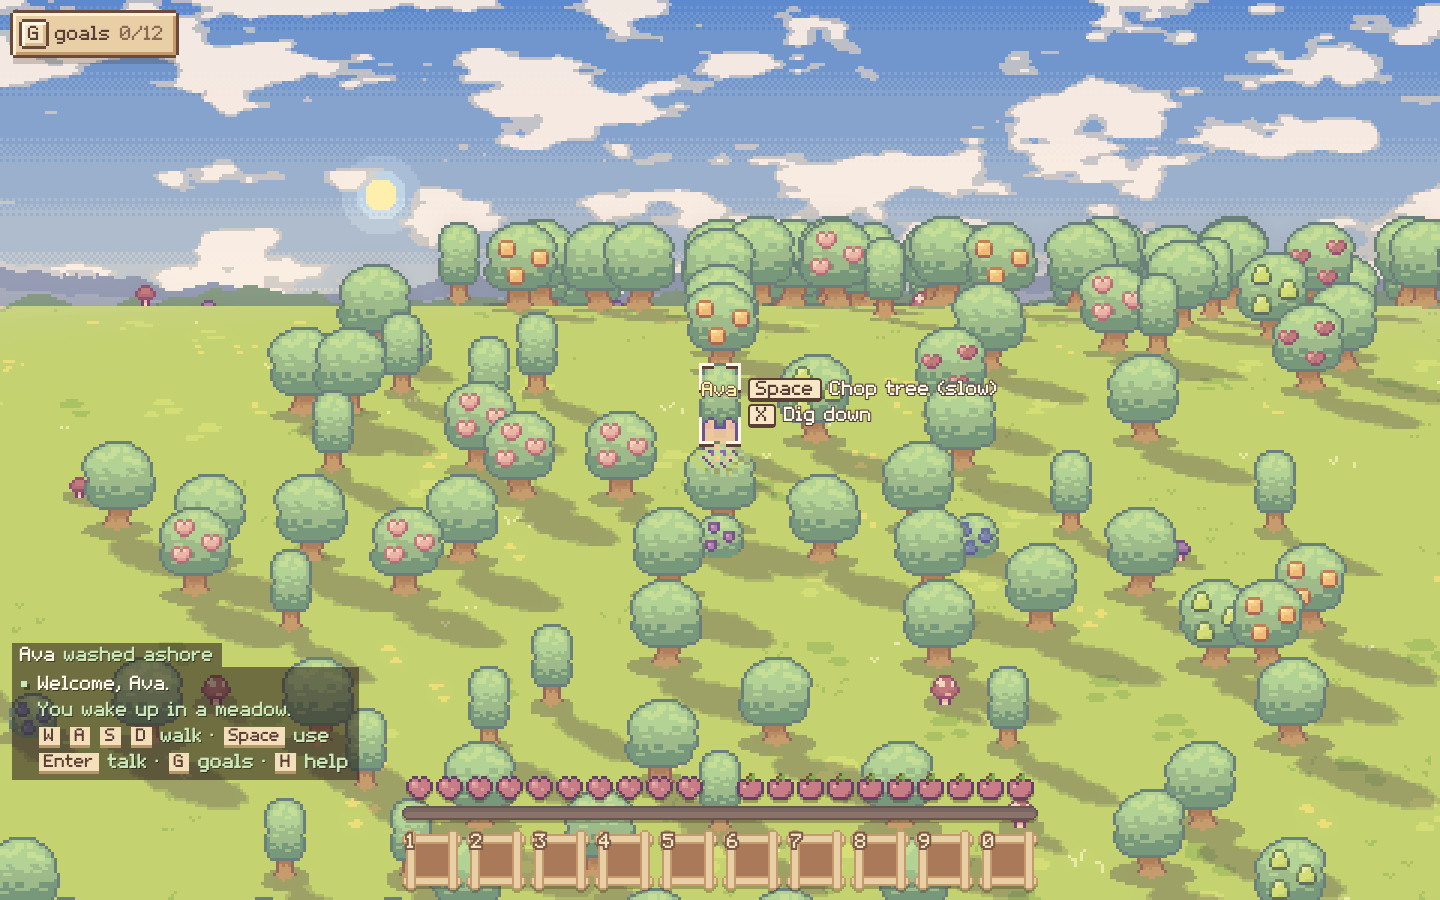 G goals 0/12
Ava
Space Chop tree (slow)
X Dig down
Ava washed ashore
Welcome, Ava.
You wake up in a meadow.
W A S D walk · Space use
Enter talk · G goals · H help
1 2 3 4 5 6 7 8 9 0